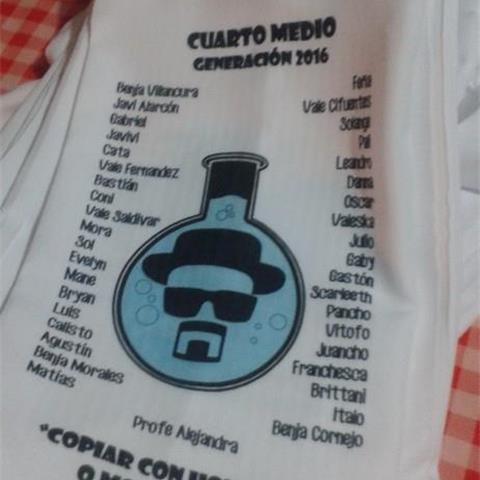 CUARTO MEDIO
GENERACIÓN 2016
Benja Villancura
Javi Alarcón
Gabriel
Javivi
Cata
Vale Fernandez
Bastián
Coni
Vale Saldivar
Mora
Sol
Evelyn
Mane
Bryan
Luis
Calisto
Agustín
Benja Morales
Matías
Feña
Vale Cifuentes
Solange
Pal
Leandro
Danna
Oscar
Valeska
Julio
Gaby
Gastón
Scarleeth
Pancho
Vitofo
Juancho
Franchesca
Brittani
Italo
Benja Cornejo
Profe Alejandra
"COPIAR CON
O